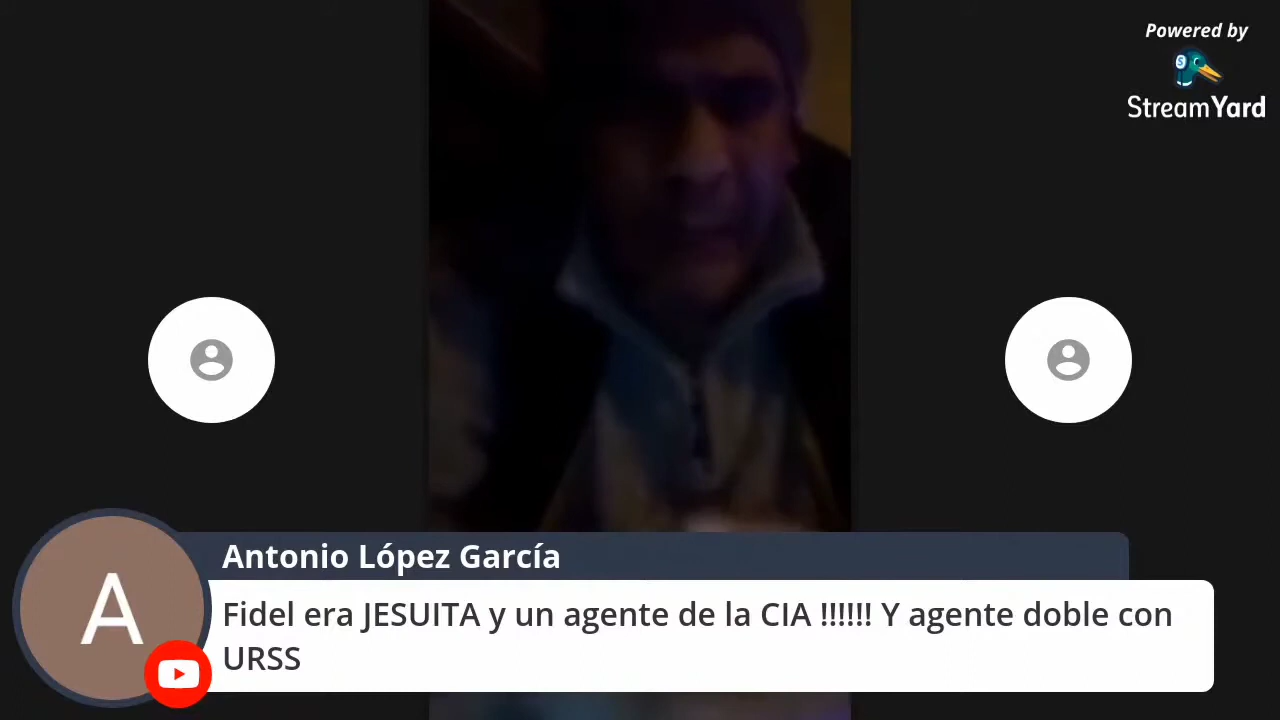 Powered by
StreamYard
Antonio López García
A
Fidel era JESUITA y un agente de la CIA !!!!!! Y agente doble con
URSS